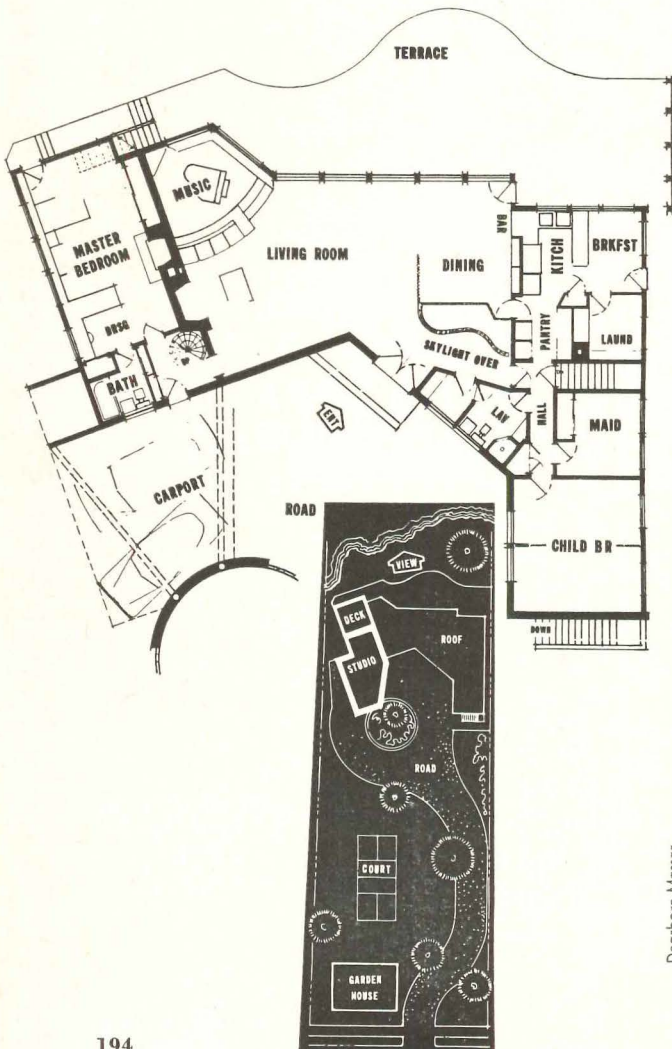 TERRACE
MUSIC
MASTER
BEDROOM
LIVING ROOM
DINING
BAR
KITCH
BRKFST
DRSG
BATH
SKYLIGHT OVER
PANTRY
LAUND
LAV
HALL
MAID
ENT
CARPORT
ROAD
CHILD BR
DOWN
VIEW
DECK
STUDIO
ROOF
ROAD
COURT
GARDEN
HOUSE
194